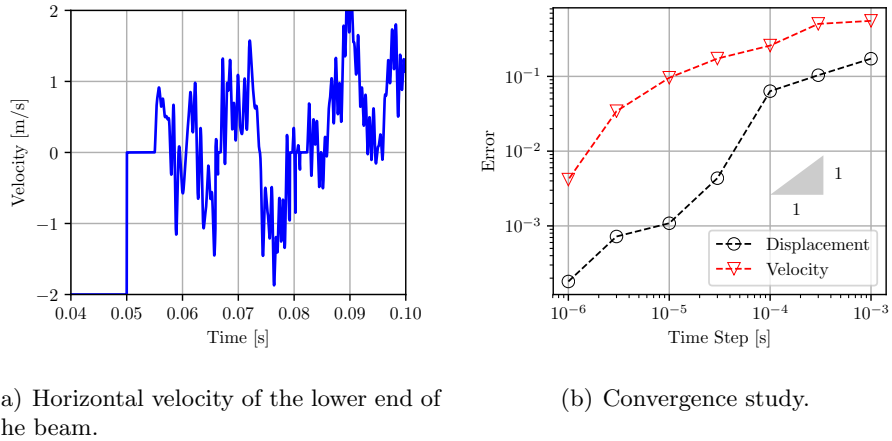 2
1
0
−1
−2
Velocity [m/s]
0.04 0.05 0.06 0.07 0.08 0.09 0.10
Time [s]
a) Horizontal velocity of the lower end of
he beam.
10⁻¹
10⁻²
10⁻³
Error
1
1
Displacement
Velocity
10⁻⁶ 10⁻⁵ 10⁻⁴ 10⁻³
Time Step [s]
(b) Convergence study.